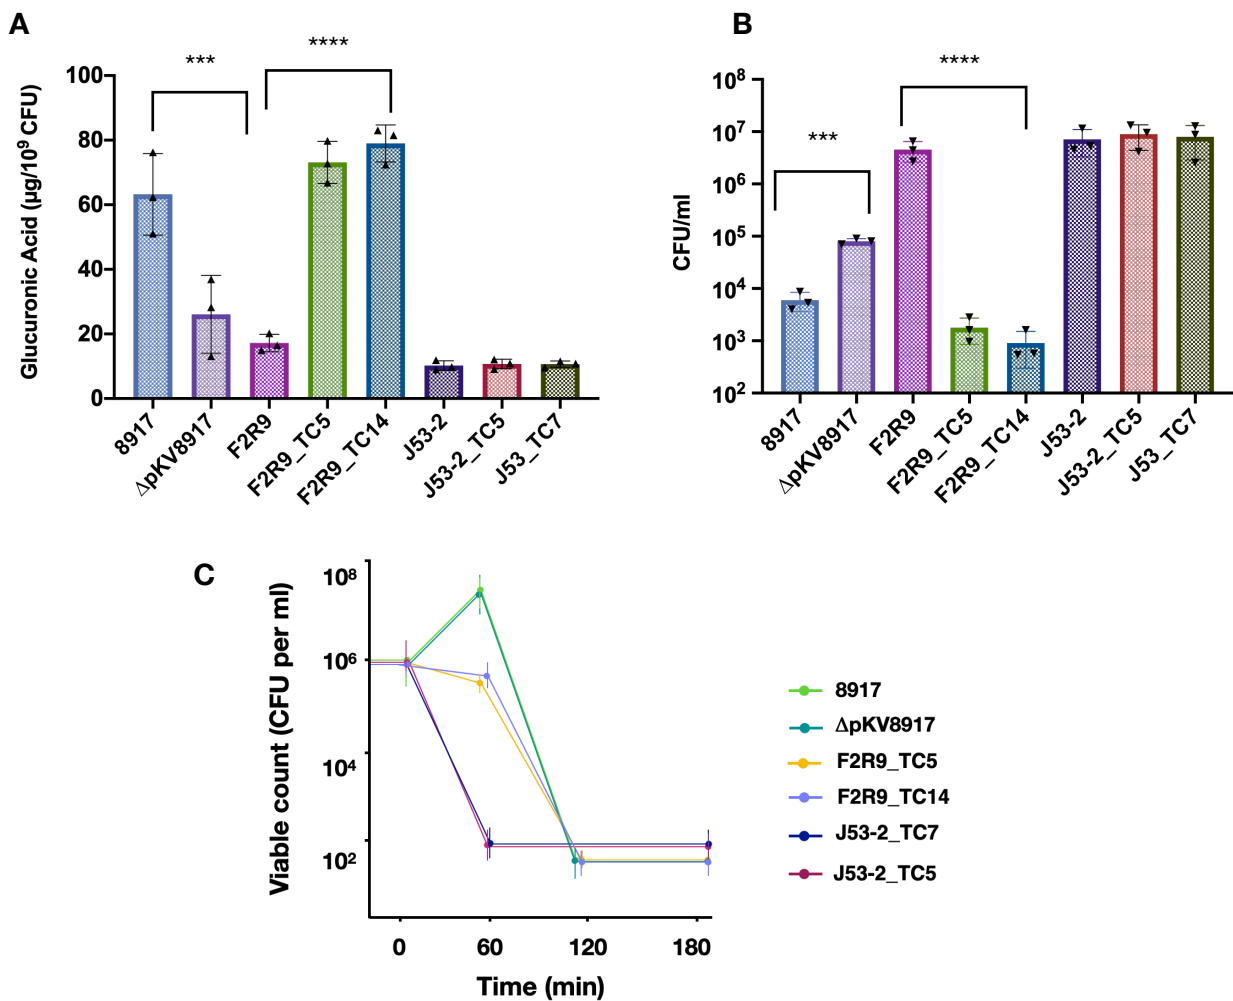 A
Glucuronic Acid (µg/10⁹ CFU)
100
80
60
40
20
0
***
****
8917
ΔpKV8917
F2R9
F2R9_TC5
F2R9_TC14
J53-2
J53-2_TC5
J53_TC7
B
CFU/ml
10⁸
10⁷
10⁶
10⁵
10⁴
10³
10²
***
****
8917
ΔpKV8917
F2R9
F2R9_TC5
F2R9_TC14
J53-2
J53-2_TC5
J53_TC7
C
Viable count (CFU per ml)
10⁸
10⁶
10⁴
10²
0 60 120 180
Time (min)
8917
ΔpKV8917
F2R9_TC5
F2R9_TC14
J53-2_TC7
J53-2_TC5